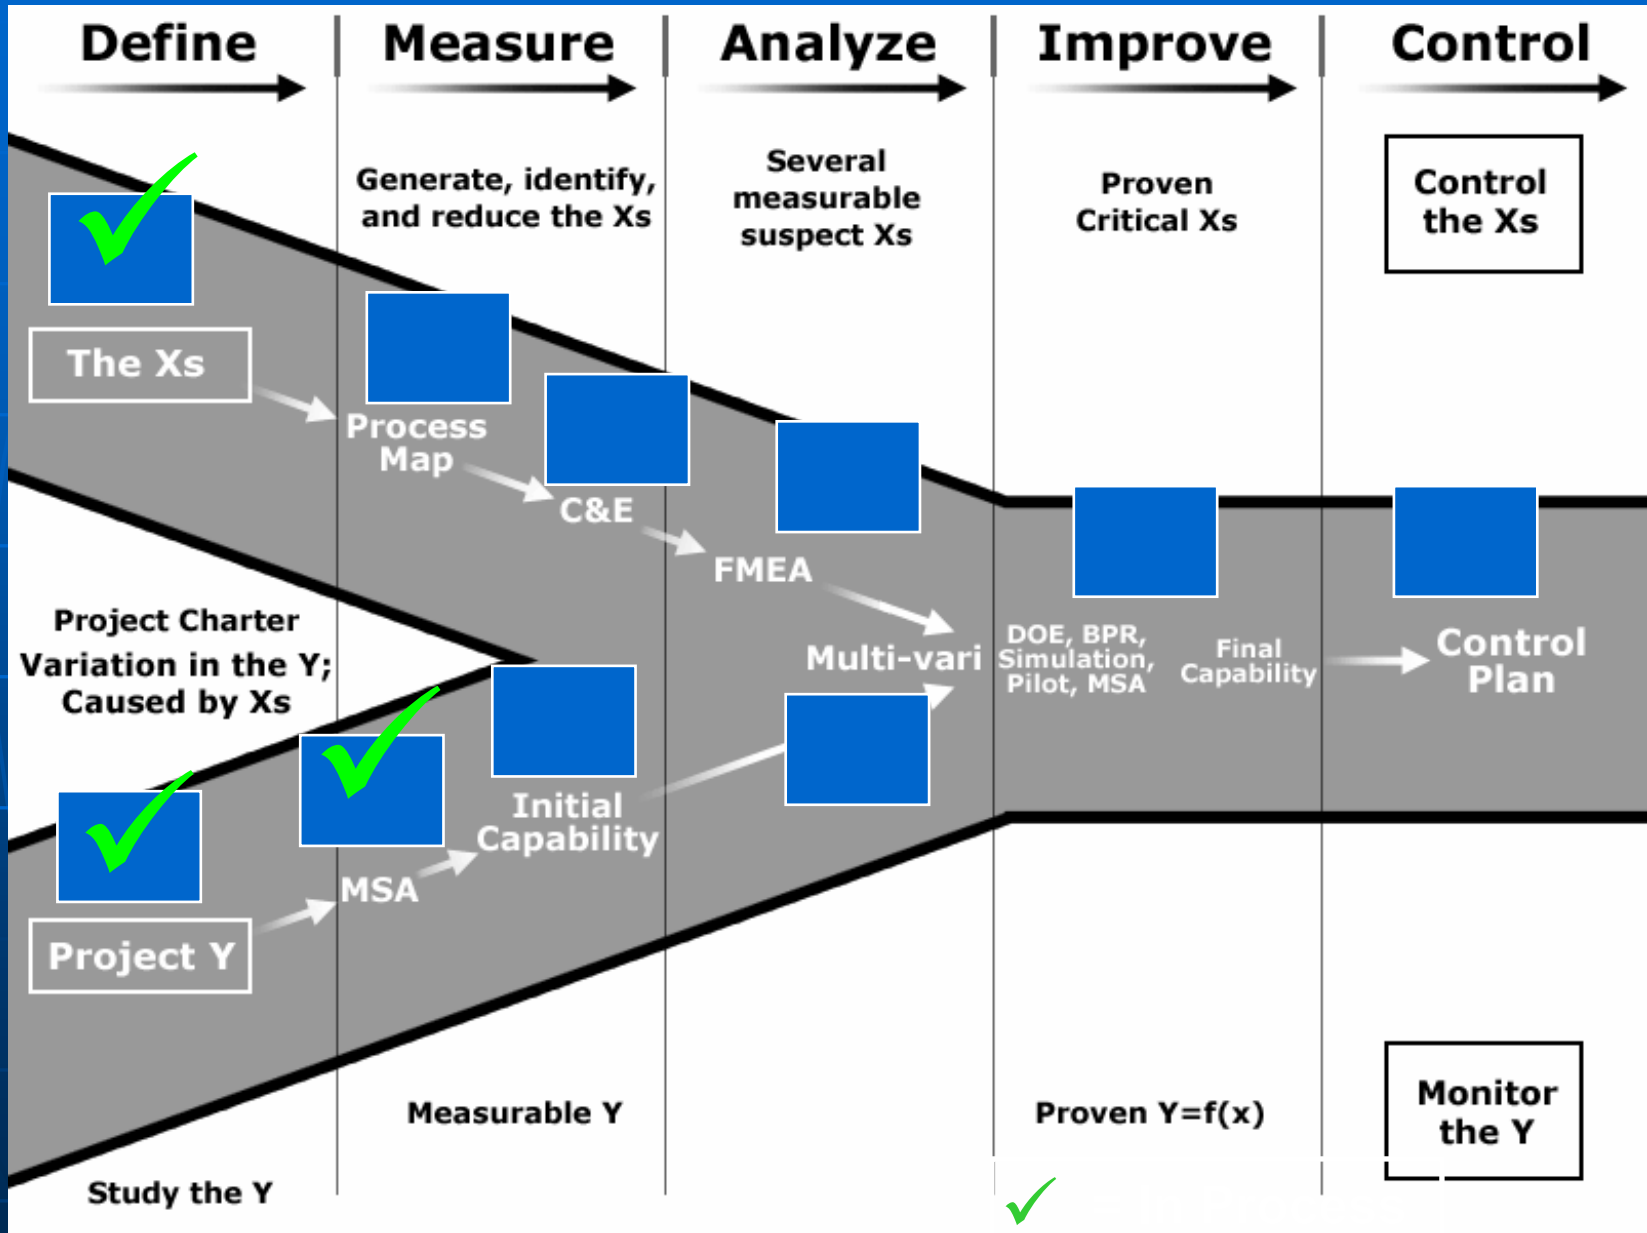 Define
Measure
Analyze
Improve
Control
Generate, identify,
and reduce the Xs
Several
measurable
suspect Xs
Proven
Critical Xs
Control
the Xs
The Xs
Process
Map
C&E
FMEA
Multi-vari
DOE, BPR,
Simulation,
Pilot, MSA
Final
Capability
Control
Plan
Project Charter
Variation in the Y;
Caused by Xs
Initial
Capability
MSA
Project Y
Measurable Y
Proven Y=f(x)
Monitor
the Y
Study the Y